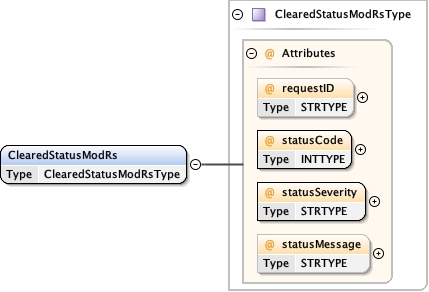 ClearedStatusModRsType
@ Attributes
@ requestID
Type STRTYPE
@ statusCode
Type INTTYPE
ClearedStatusModRs
Type ClearedStatusModRsType
@ statusSeverity
Type STRTYPE
@ statusMessage
Type STRTYPE